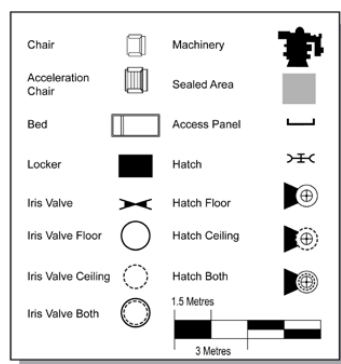 Chair
Machinery
Acceleration
Chair
Sealed Area
Bed
Access Panel
Locker
Hatch
Iris Valve
Hatch Floor
Iris Valve Floor
Hatch Ceiling
Iris Valve Ceiling
Hatch Both
Iris Valve Both
1.5 Metres
3 Metres